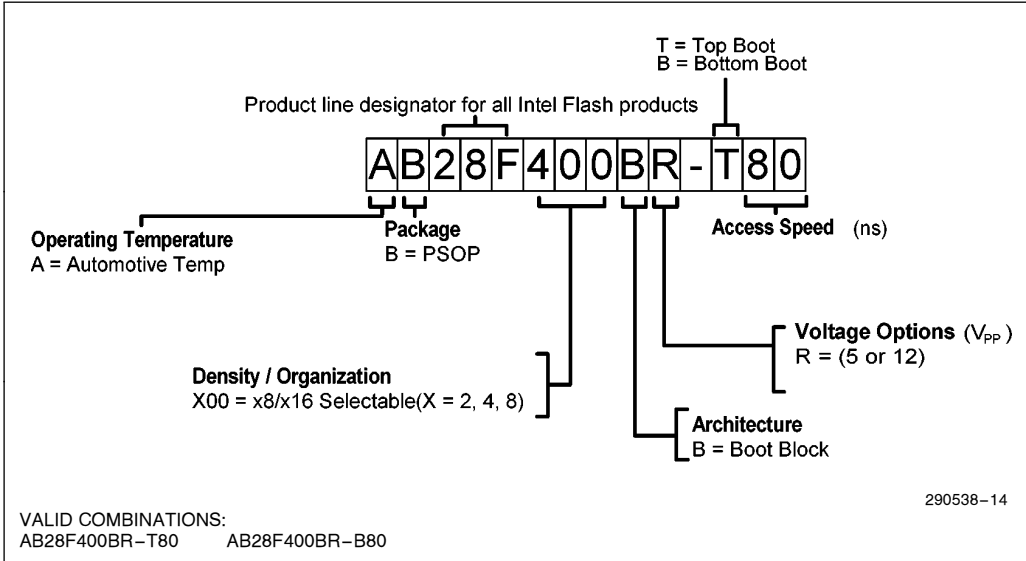 T = Top Boot
B = Bottom Boot
Product line designator for all Intel Flash products
AB28F400BR-T80
Operating Temperature
A = Automotive Temp
Package
B = PSOP
Access Speed (ns)
Voltage Options (VPP)
R = (5 or 12)
Density / Organization
X00 = x8/x16 Selectable(X = 2, 4, 8)
Architecture
B = Boot Block
290538–14
VALID COMBINATIONS:
AB28F400BR–T80 AB28F400BR–B80